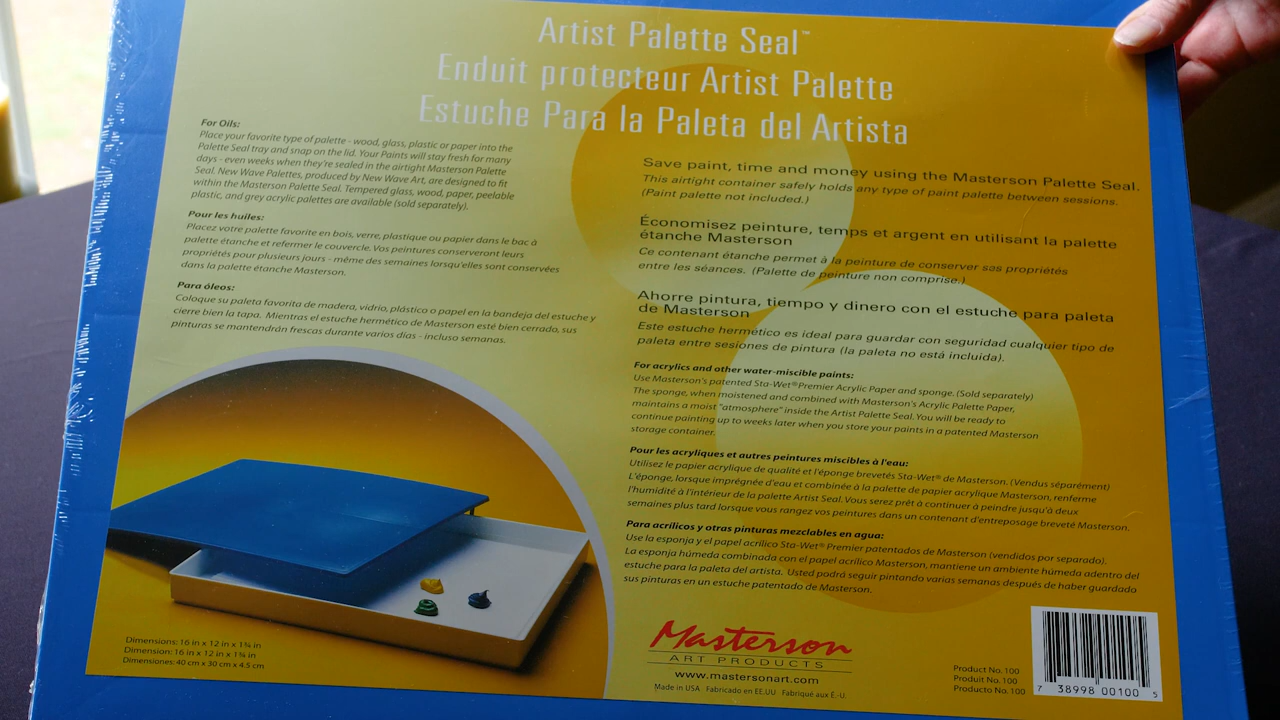 Artist Palette Seal™
Enduit protecteur Artist Palette
Estuche Para la Paleta del Artista
For Oils:
Place your favorite type of palette - wood, glass, plastic or paper into the
Palette Seal tray and snap on the lid. Your Paints will stay fresh for many
days - even weeks when they're sealed in the airtight Masterson Palette
Seal. New Wave Palettes, produced by New Wave Art, are designed to fit
within the Masterson Palette Seal. Tempered glass, wood, paper, peelable
plastic, and grey acrylic palettes are available (sold separately).
Pour les huiles:
Placez votre palette favorite en bois, verre, plastique ou papier dans le bac à
palette étanche et refermer le couvercle. Vos peintures conserveront leurs
propriétés pour plusieurs jours - même des semaines lorsqu'elles sont conservées
dans la palette étanche Masterson.
Para óleos:
Coloque su paleta favorita de madera, vidrio, plástico o papel en la bandeja del estuche y
cierre bien la tapa. Mientras el estuche hermético de Masterson esté bien cerrado, sus
pinturas se mantendrán frescas durante varios días - incluso semanas.
Save paint, time and money using the Masterson Palette Seal.
This airtight container safely holds any type of paint palette between sessions.
(Paint palette not included.)
Économisez peinture, temps et argent en utilisant la palette
étanche Masterson
Ce contenant étanche permet à la peinture de conserver ses propriétés
entre les séances. (Palette de peinture non comprise.)
Ahorre pintura, tiempo y dinero con el estuche para paleta
de Masterson
Este estuche hermético es ideal para guardar con seguridad cualquier tipo de
paleta entre sesiones de pintura (la paleta no está incluida).
For acrylics and other water-miscible paints:
Use Masterson's patented Sta-Wet® Premier Acrylic Paper and sponge. (Sold separately)
The sponge, when moistened and combined with Masterson's Acrylic Palette Paper,
maintains a moist "atmosphere" inside the Artist Palette Seal. You will be ready to
continue painting up to weeks later when you store your paints in a patented Masterson
storage container.
Pour les acryliques et autres peintures miscibles à l'eau:
Utilisez le papier acrylique de qualité et l'éponge brevetés Sta-Wet® de Masterson. (Vendus séparément)
L'éponge, lorsque imprégnée d'eau et combinée à la palette de papier acrylique Masterson, renferme
l'humidité à l'intérieur de la palette Artist Seal. Vous serez prêt à continuer à peindre jusqu'à deux
semaines plus tard lorsque vous rangez vos peintures dans un contenant d'entreposage breveté Masterson.
Para acrílicos y otras pinturas mezclables en agua:
Use la esponja y el papel acrílico Sta-Wet® Premier patentados de Masterson (vendidos por separado).
La esponja húmeda combinada con el papel acrílico Masterson, mantiene un ambiente húmedo adentro del
estuche para la paleta del artista. Usted podrá seguir pintando varias semanas después de haber guardado
sus pinturas en un estuche patentado de Masterson.
Dimensions: 16 in x 12 in x 1¾ in
Dimension: 16 in x 12 in x 1¾ in
Dimensiones: 40 cm x 30 cm x 4.5 cm
Masterson
ART PRODUCTS
www.mastersonart.com
Made in USA Fabricado en EE.UU Fabriqué aux É.-U.
Product No. 100
Produit No. 100
Producto No. 100
7 38998 00100 5